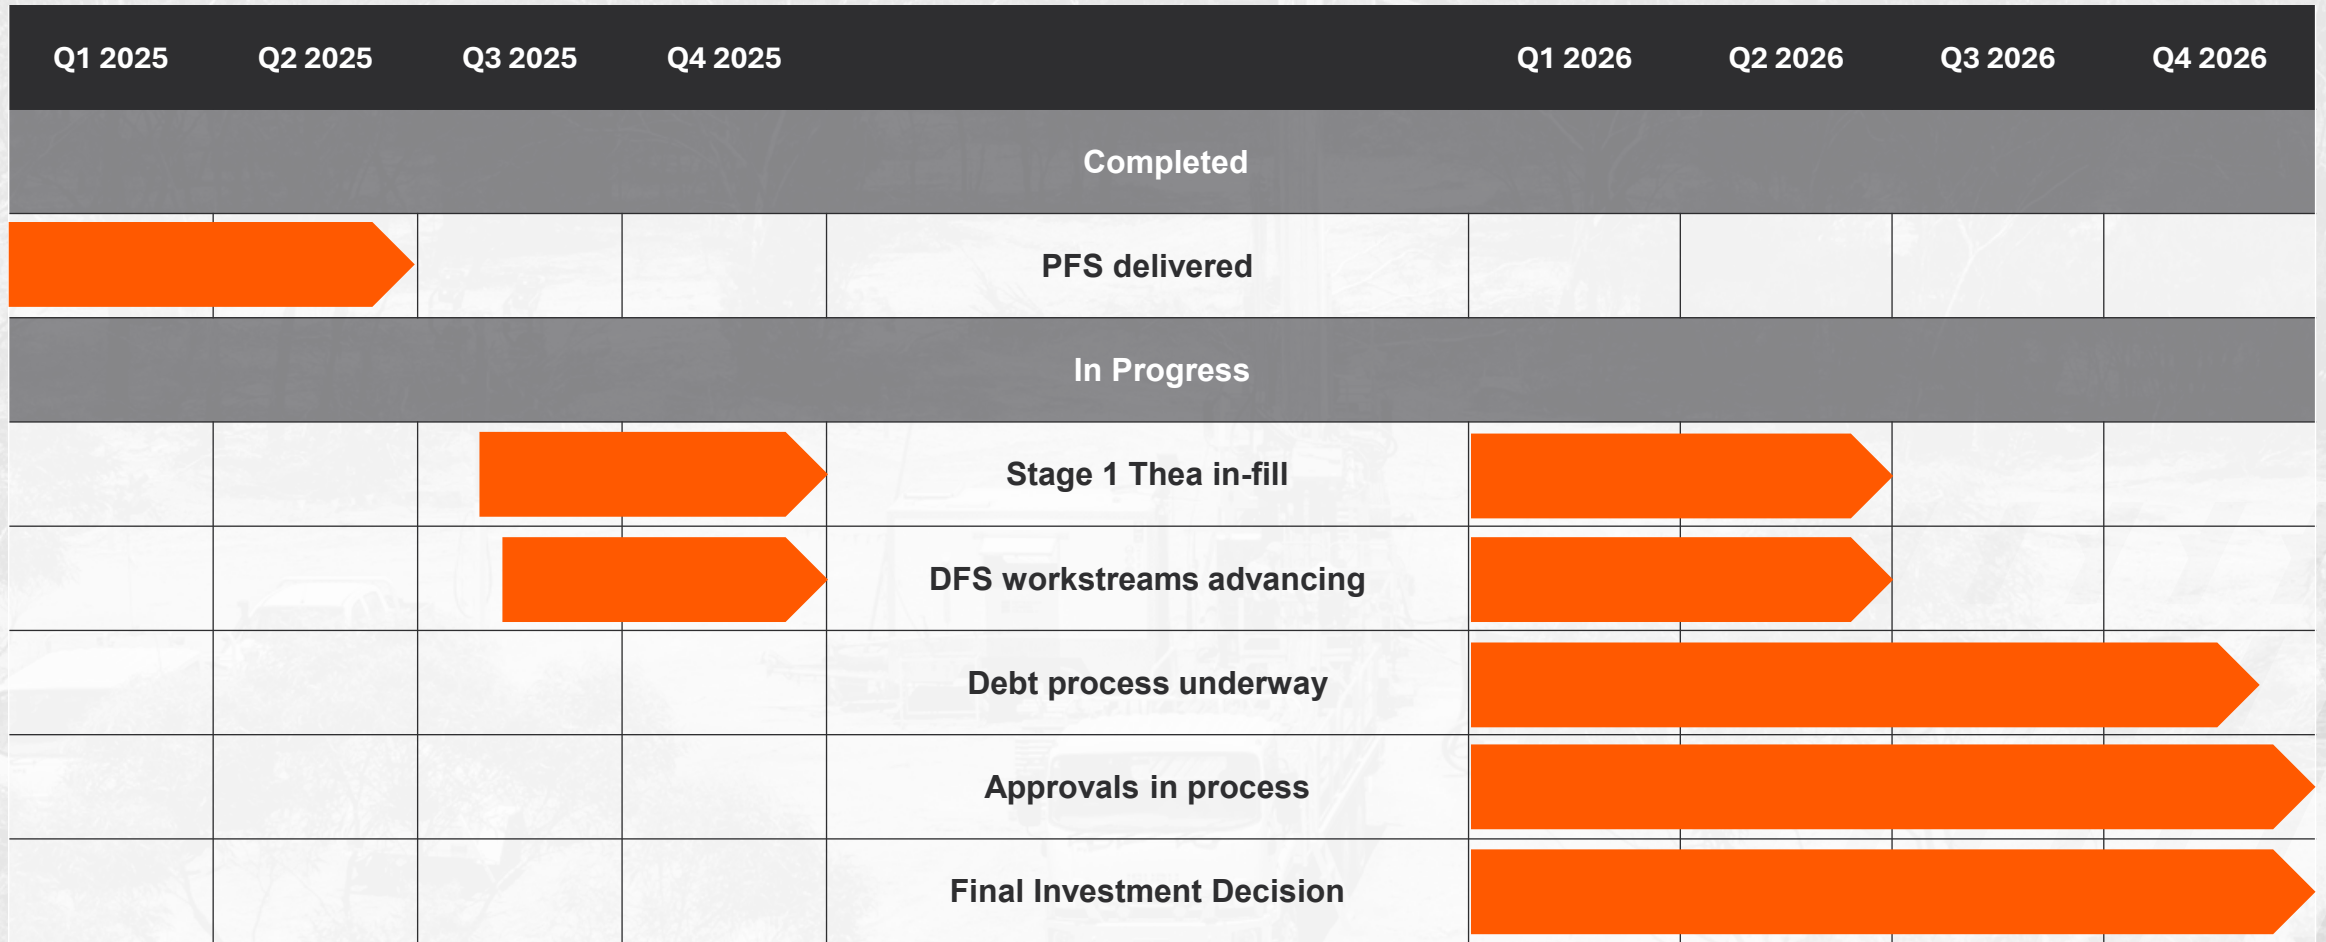 Q1 2025 Q2 2025 Q3 2025 Q4 2025 Q1 2026 Q2 2026 Q3 2026 Q4 2026
Completed
PFS delivered
In Progress
Stage 1 Thea in-fill
DFS workstreams advancing
Debt process underway
Approvals in process
Final Investment Decision